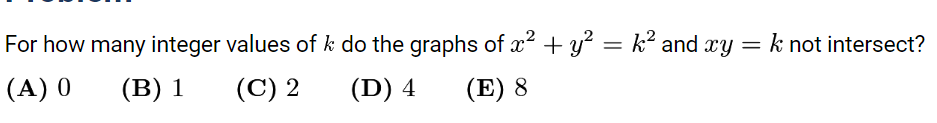 For how many integer values of k do the graphs of x² + y² = k² and xy = k not intersect?
(A) 0 (B) 1 (C) 2 (D) 4 (E) 8